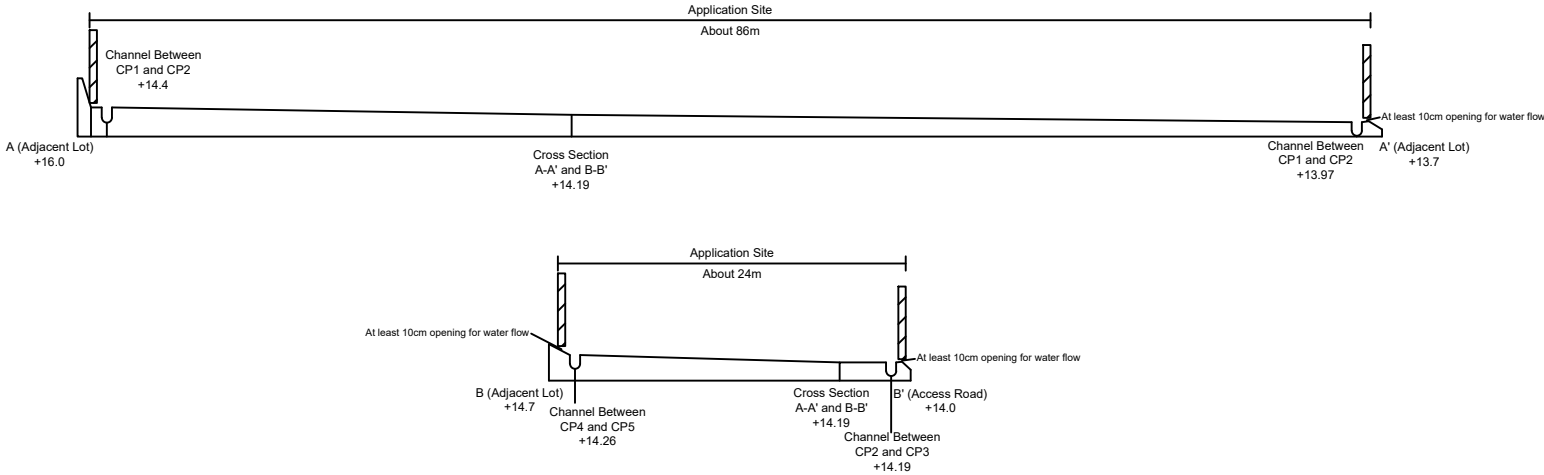 Application Site
About 86m
Channel Between
CP1 and CP2
+14.4
At least 10cm opening for water flow
A (Adjacent Lot)
+16.0
Cross Section
A-A' and B-B'
+14.19
Channel Between
CP1 and CP2
+13.97
A' (Adjacent Lot)
+13.7
Application Site
About 24m
At least 10cm opening for water flow
At least 10cm opening for water flow
B (Adjacent Lot)
+14.7
Channel Between
CP4 and CP5
+14.26
Cross Section
A-A' and B-B'
+14.19
B' (Access Road)
+14.0
Channel Between
CP2 and CP3
+14.19